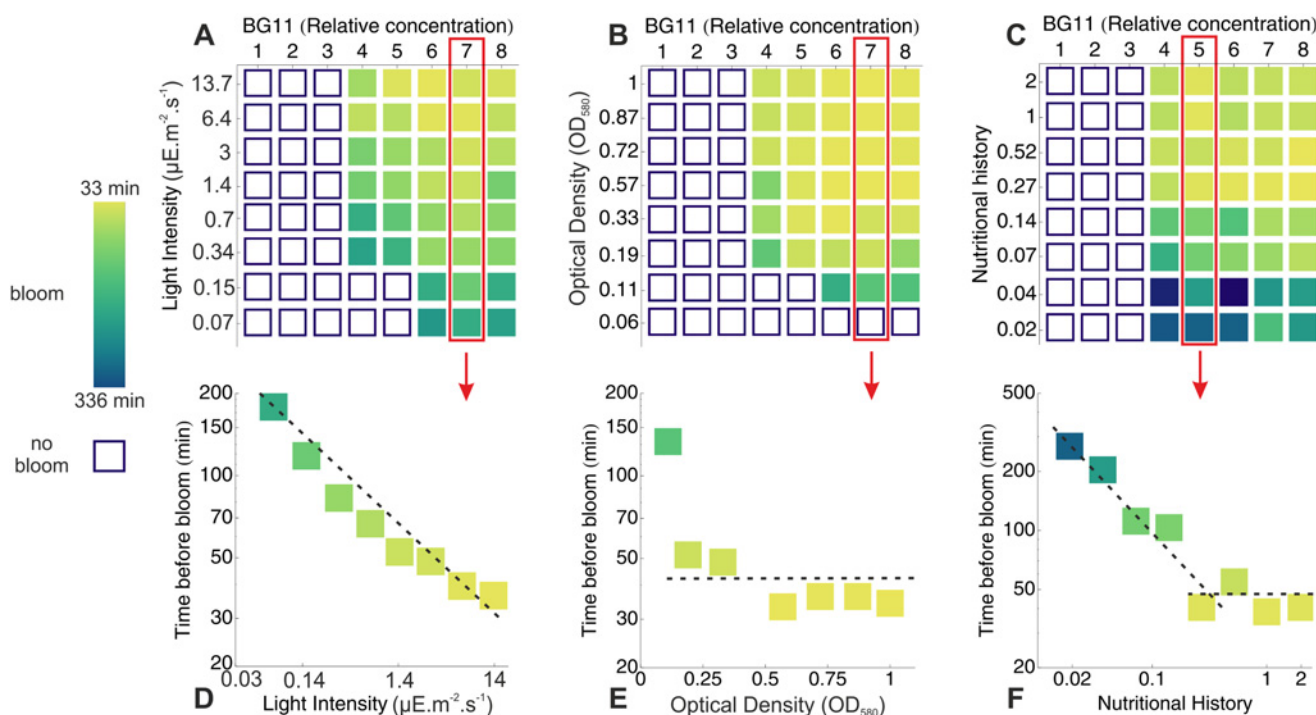 33 min
bloom
336 min
no
bloom
A
BG11 (Relative concentration)
1 2 3 4 5 6 7 8
Light Intensity (µE.m⁻².s⁻¹)
13.7
6.4
3
1.4
0.7
0.34
0.15
0.07
B
BG11 (Relative concentration)
1 2 3 4 5 6 7 8
Optical Density (OD₅₈₀)
1
0.87
0.72
0.57
0.33
0.19
0.11
0.06
C
BG11 (Relative concentration)
1 2 3 4 5 6 7 8
Nutritional history
2
1
0.52
0.27
0.14
0.07
0.04
0.02
Time before bloom (min)
200
150
100
70
50
30
20
0.03 0.14 1.4 14
D
Light Intensity (µE.m⁻².s⁻¹)
Time before bloom (min)
200
150
100
70
50
30
20
0 0.25 0.5 0.75 1
E
Optical Density (OD₅₈₀)
Time before bloom (min)
500
200
100
50
20
0.02 0.1 1 2
F
Nutritional History